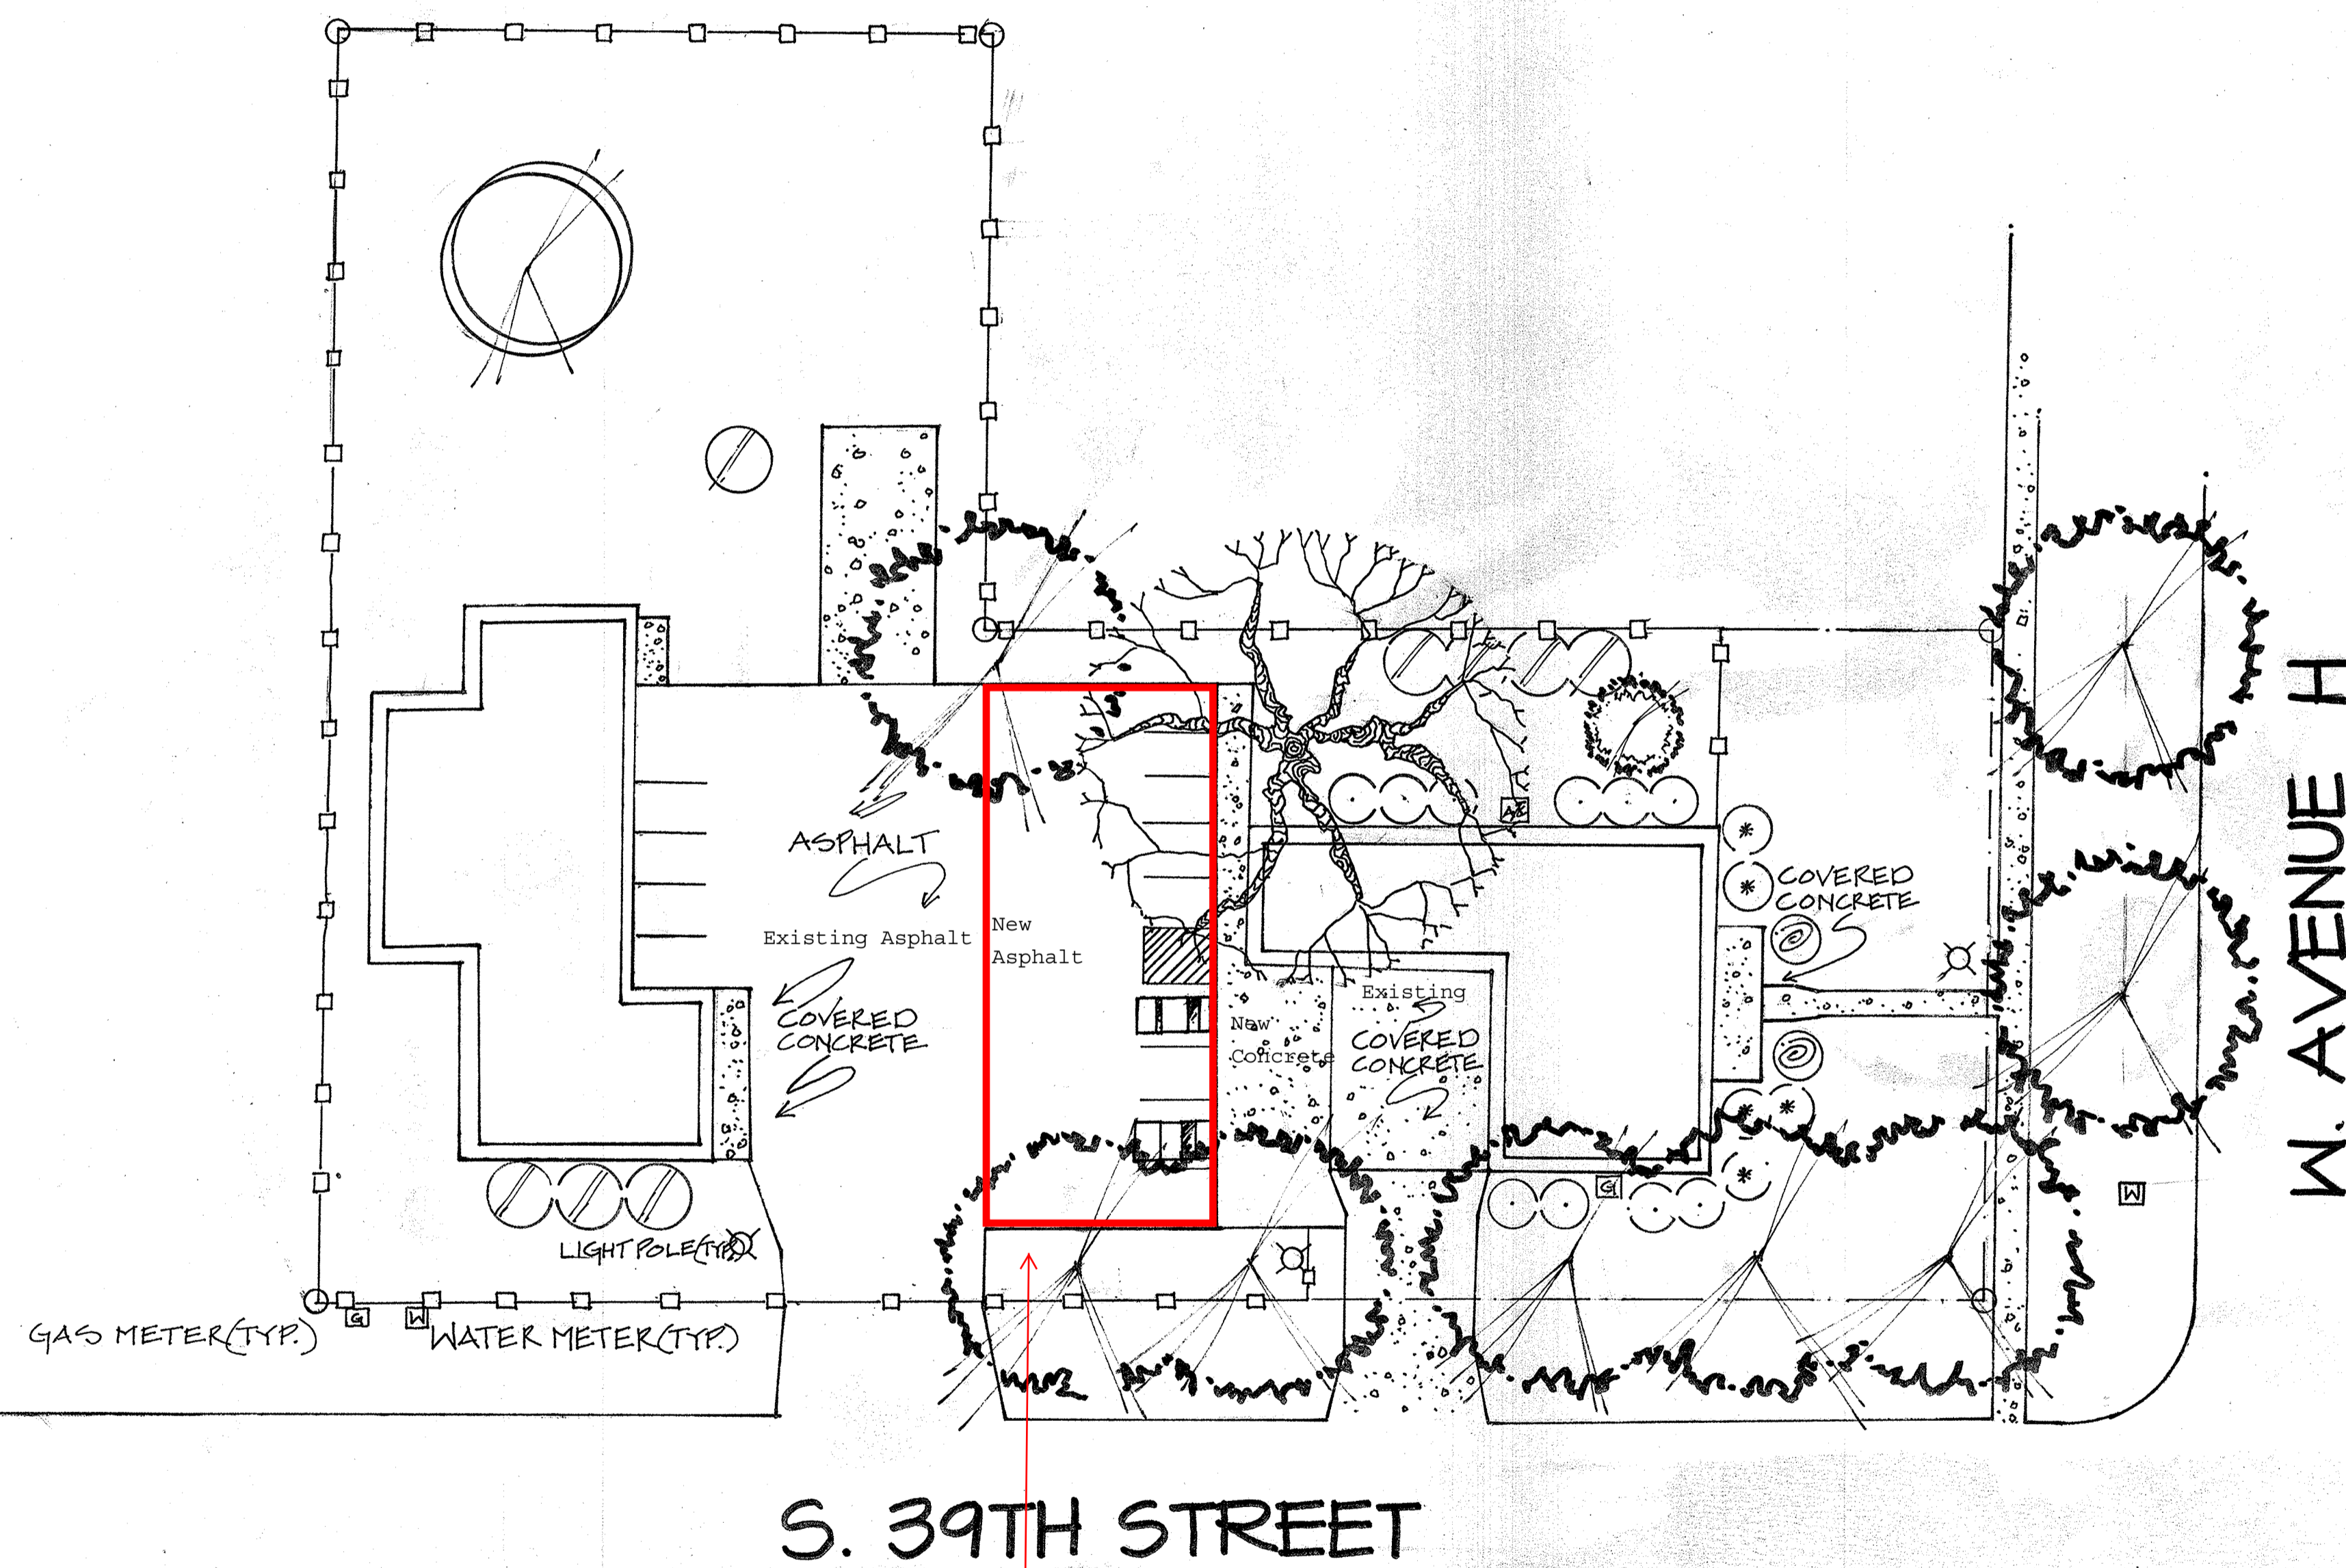 ASPHALT
Existing Asphalt
New
Asphalt
COVERED
CONCRETE
Existing
New
Concrete
COVERED
CONCRETE
COVERED
CONCRETE
A/C
G
W
LIGHT POLE(TYP.)
G
W
GAS METER(TYP.)
WATER METER(TYP.)
S. 39TH STREET
W. AVENUE H